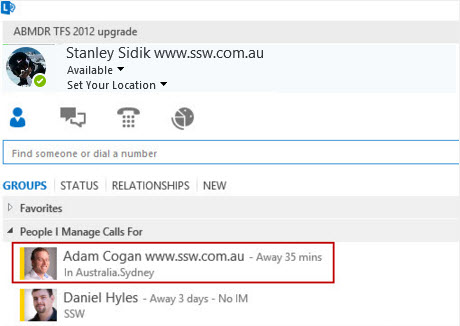 ABMDR TFS 2012 upgrade
Stanley Sidik www.ssw.com.au
Available
Set Your Location
Find someone or dial a number
GROUPS STATUS RELATIONSHIPS NEW
Favorites
People I Manage Calls For
Adam Cogan www.ssw.com.au - Away 35 mins
In Australia.Sydney
Daniel Hyles - Away 3 days - No IM
SSW